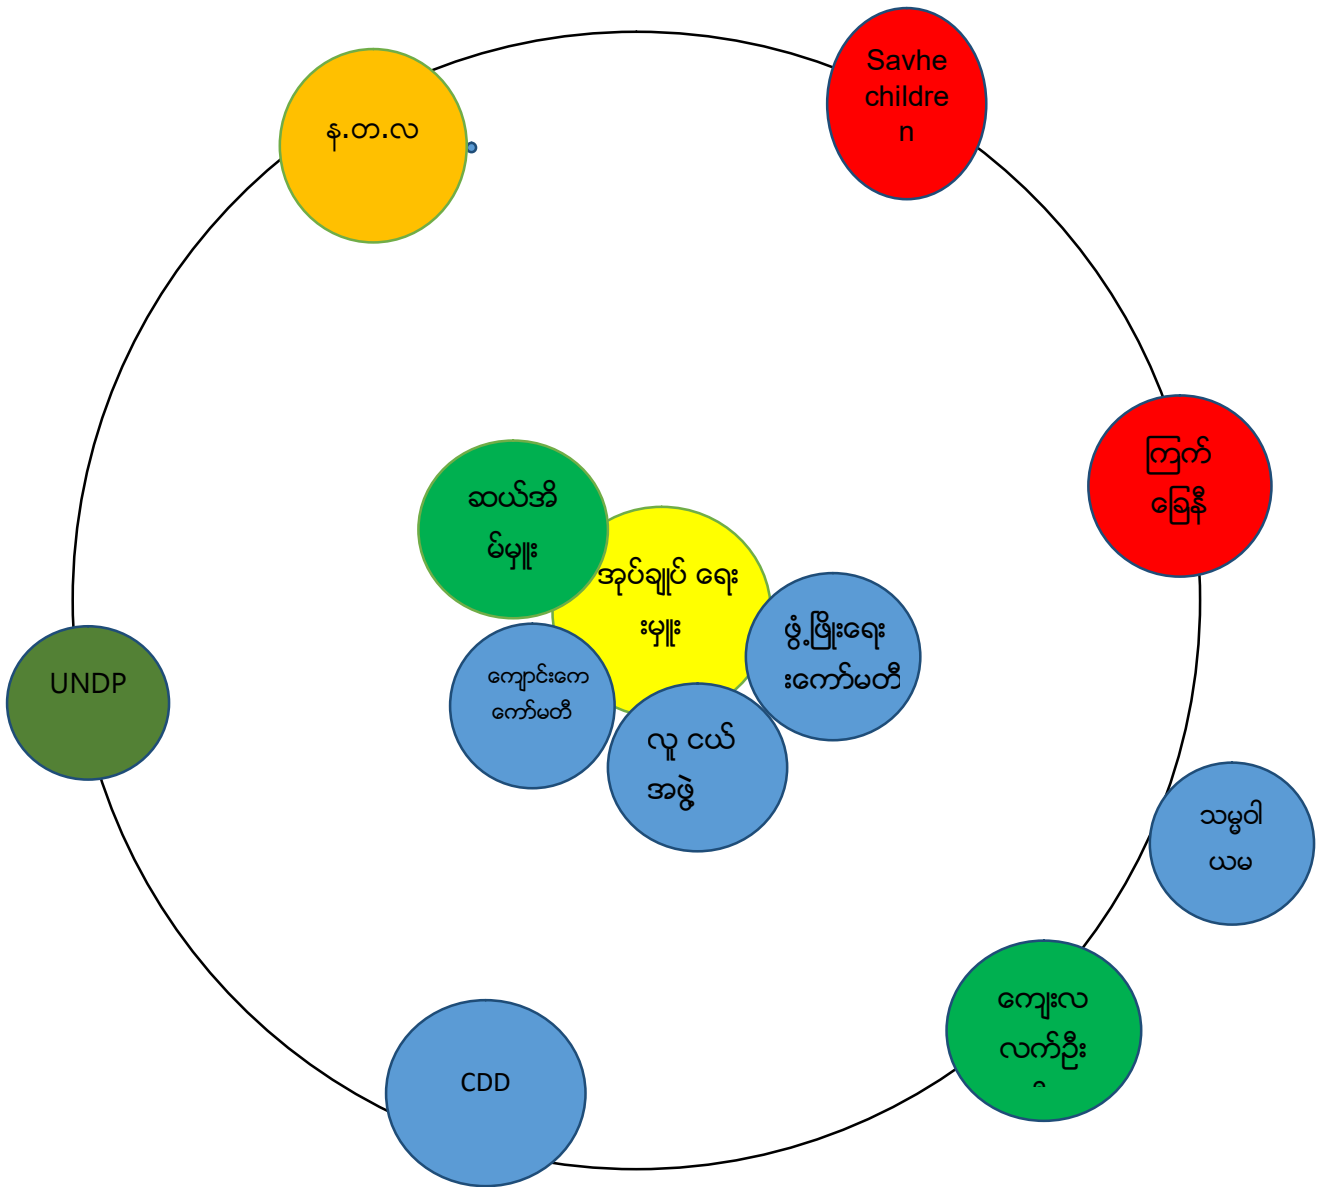 Savhe
childre
n
န.တ.လ
ကြက်
ခြေနီ
ဆယ်အိ
မ်မှူး
အုပ်ချုပ် ရေး
းမှူး
ဖွံ့ဖြိုးရေး
းကော်မတီ
ကျောင်းကေ
ကော်မတီ
UNDP
လူ ငယ်
အဖွဲ့
သမ္မဝါ
ယမ
ကျေးလ
လက်ဦး
CDD